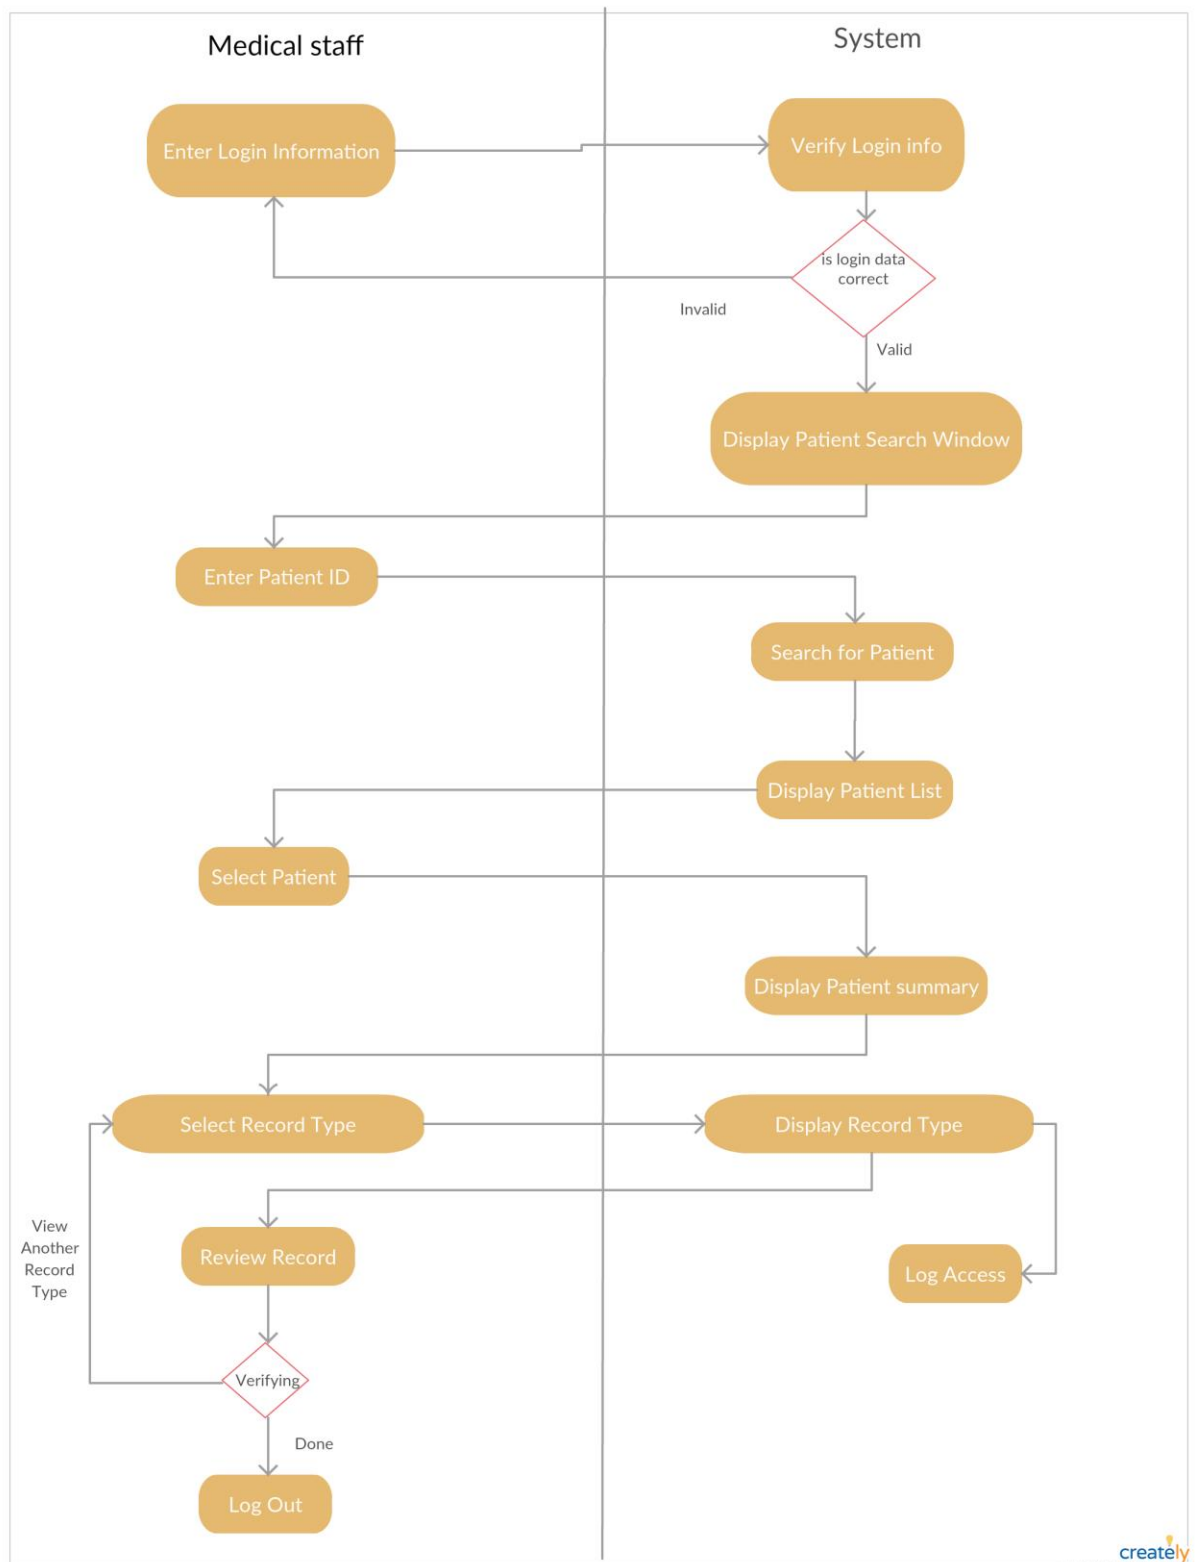 Medical staff
System
Enter Login Information
Verify Login info
is login data
correct
Invalid
Valid
Display Patient Search Window
Enter Patient ID
Search for Patient
Display Patient List
Select Patient
Display Patient summary
Select Record Type
Display Record Type
View
Another
Record
Type
Review Record
Log Access
Verifying
Done
Log Out
creately